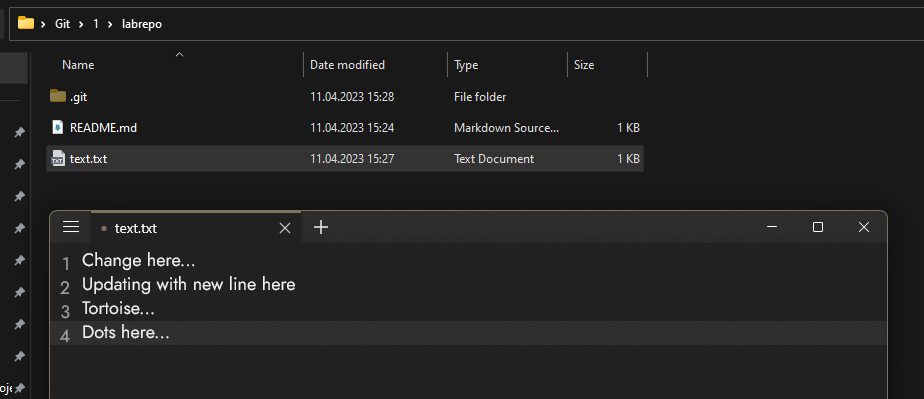 Git 1 labrepo
Name Date modified Type Size
.git 11.04.2023 15:28 File folder
README.md 11.04.2023 15:24 Markdown Source... 1 KB
text.txt 11.04.2023 15:27 Text Document 1 KB
text.txt
1 Change here...
2 Updating with new line here
3 Tortoise...
4 Dots here...